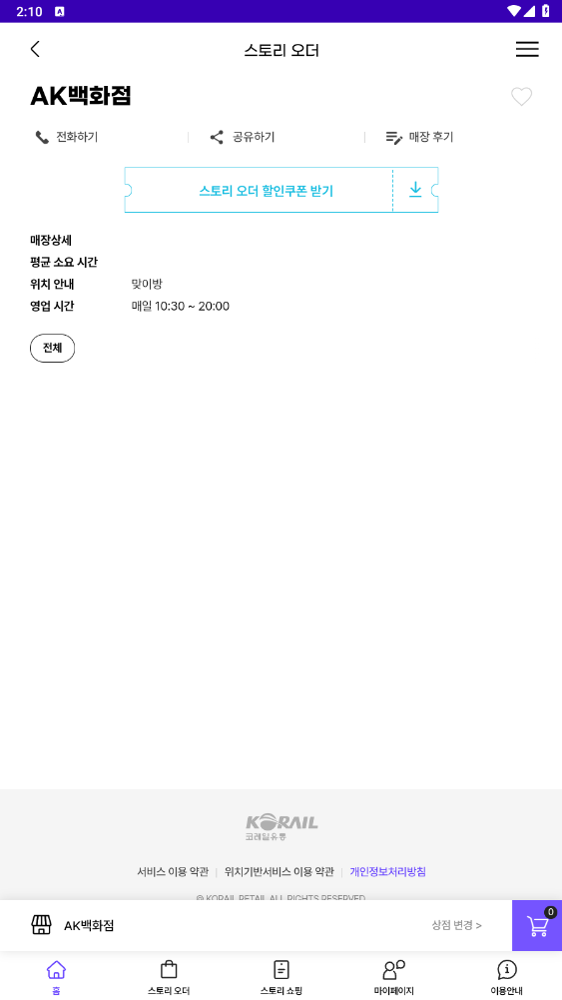 2:10
스토리 오더
AK백화점
전화하기
공유하기
매장 후기
스토리 오더 할인쿠폰 받기
매장상세
평균 소요 시간
위치 안내 맞이방
영업 시간 매일 10:30 ~ 20:00
전체
KORAIL
코레일유통
서비스 이용 약관 위치기반서비스 이용 약관 개인정보처리방침
© KORAIL RETAIL ALL RIGHTS RESERVED
AK백화점 상점 변경 > 0
홈 스토리 오더 스토리 쇼핑 마이페이지 이용안내